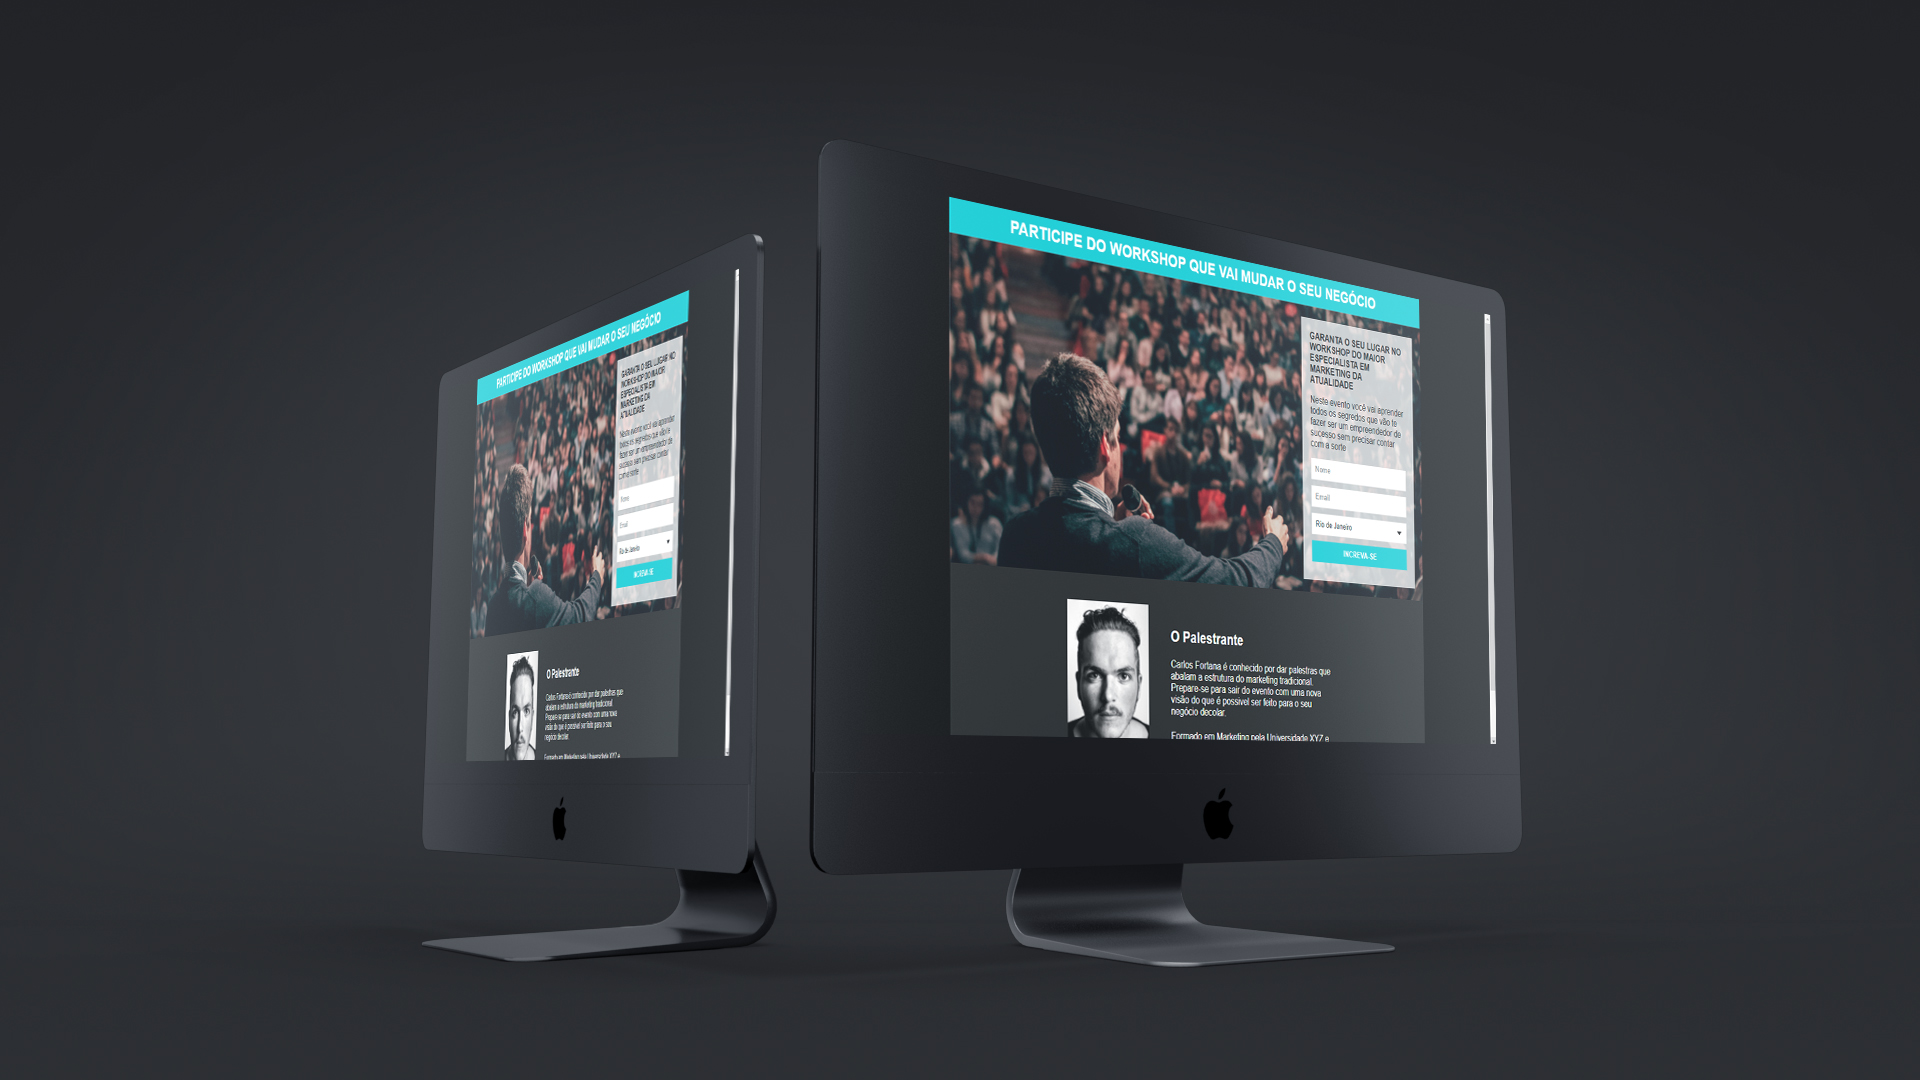 PARTICIPE DO WORKSHOP QUE VAI MUDAR O SEU NEGÓCIO
GARANTA O SEU LUGAR NO
WORKSHOP DO MAIOR
ESPECIALISTA EM
MARKETING DA
ATUALIDADE
Neste evento você vai aprender
todos os segredos que vão te
fazer ser um empreendedor de
sucesso sem precisar contar
com a sorte
Nome
Email
Rio de Janeiro
INCREVA-SE
O Palestrante
Carlos Fortana é conhecido por dar palestras que
abalam a estrutura do marketing tradicional.
Prepare-se para sair do evento com uma nova
visão do que é possivel ser feito para o seu
negócio decolar.
Formado em Marketing pela Universidade XYZ e
PARTICIPE DO WORKSHOP QUE VAI MUDAR O SEU NEGÓCIO
GARANTA O SEU LUGAR NO
WORKSHOP DO MAIOR
ESPECIALISTA EM
MARKETING DA
ATUALIDADE
Neste evento você vai aprender
todos os segredos que vão te
fazer ser um empreendedor de
sucesso sem precisar contar
com a sorte
Nome
Email
Rio de Janeiro
INCREVA-SE
O Palestrante
Carlos Fortana é conhecido por dar palestras que
abalam a estrutura do marketing tradicional.
Prepare-se para sair do evento com uma nova
visão do que é possivel ser feito para o seu
negócio decolar.
Formado em Marketing pela Universidade XYZ e